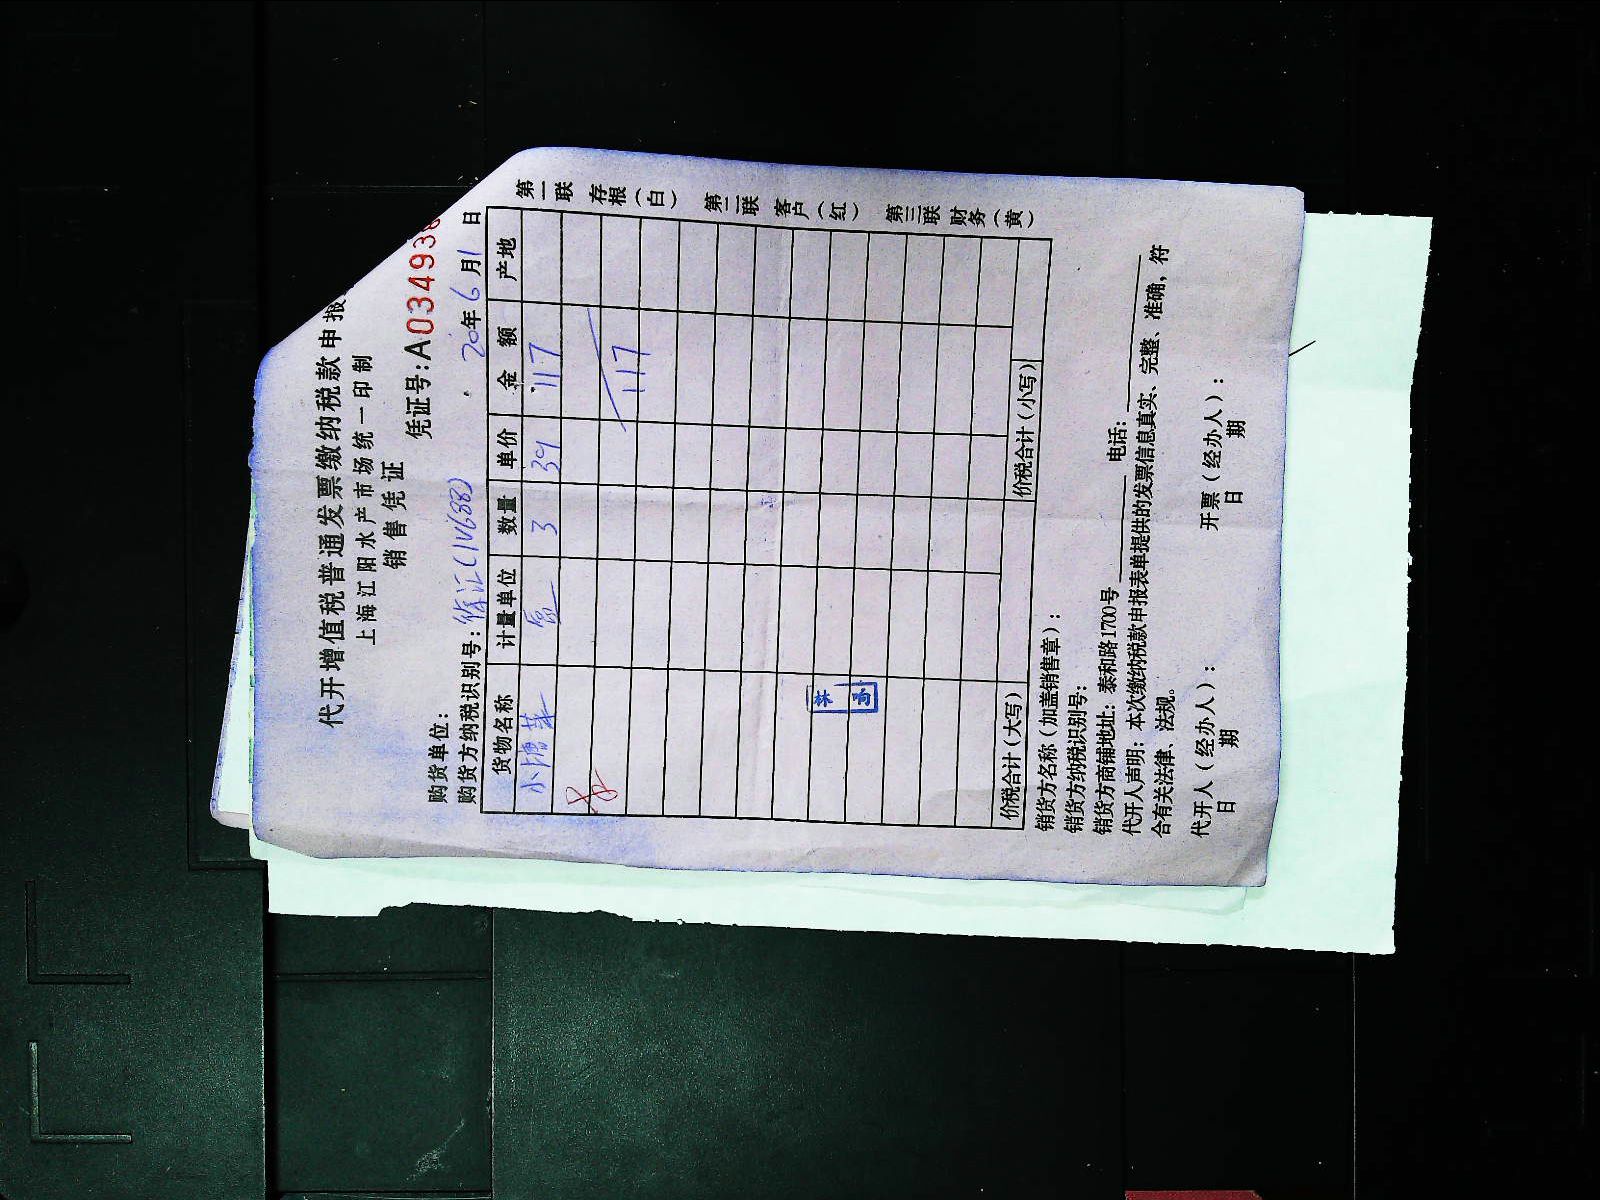 代开增值税普通发票缴纳税款申报
上海江阳水产市场统一印制
销售凭证
凭证号:A034936
购货单位:
购货方纳税识别号:徐汇(1V688) 20年6月1日
货物名称 计量单位 数量 单价 金额 产地
小塘菜 3 39 117
117
价税合计(大写) 价税合计(小写)
第一联 存根(白) 第二联 客户(红) 第三联 财务(黄)
销货方名称(加盖销售章):
销货方纳税识别号:
销货方商铺地址:泰和路1700号 电话:
代开人声明:本次缴纳税款申报表单提供的发票信息真实、完整、准确,符
合有关法律、法规。
代开人(经办人): 开票(经办人):
日 期 日 期